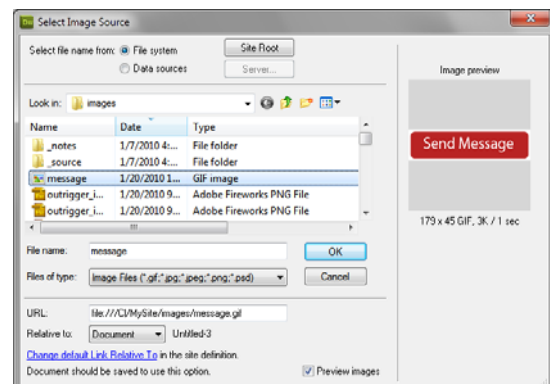 Select Image Source
Select file name from: File system Site Root
Data sources Server...
Image preview
Look in: images
Name Date Type
_notes 1/7/2010 4:... File folder
_source 1/7/2010 4:... File folder
message 1/20/2010 1... GIF image
outrigger_i... 1/20/2010 9... Adobe Fireworks PNG File
outrigger_i... 1/20/2010 9... Adobe Fireworks PNG File
Send Message
179 x 45 GIF, 3K / 1 sec
File name: message OK
Files of type: Image Files (*.gif;*.jpg;*.jpeg;*.png;*.psd) Cancel
URL: file:///C|/MySite/images/message.gif
Relative to: Document Untitled-3
Change default Link Relative To in the site definition.
Document should be saved to use this option. Preview images